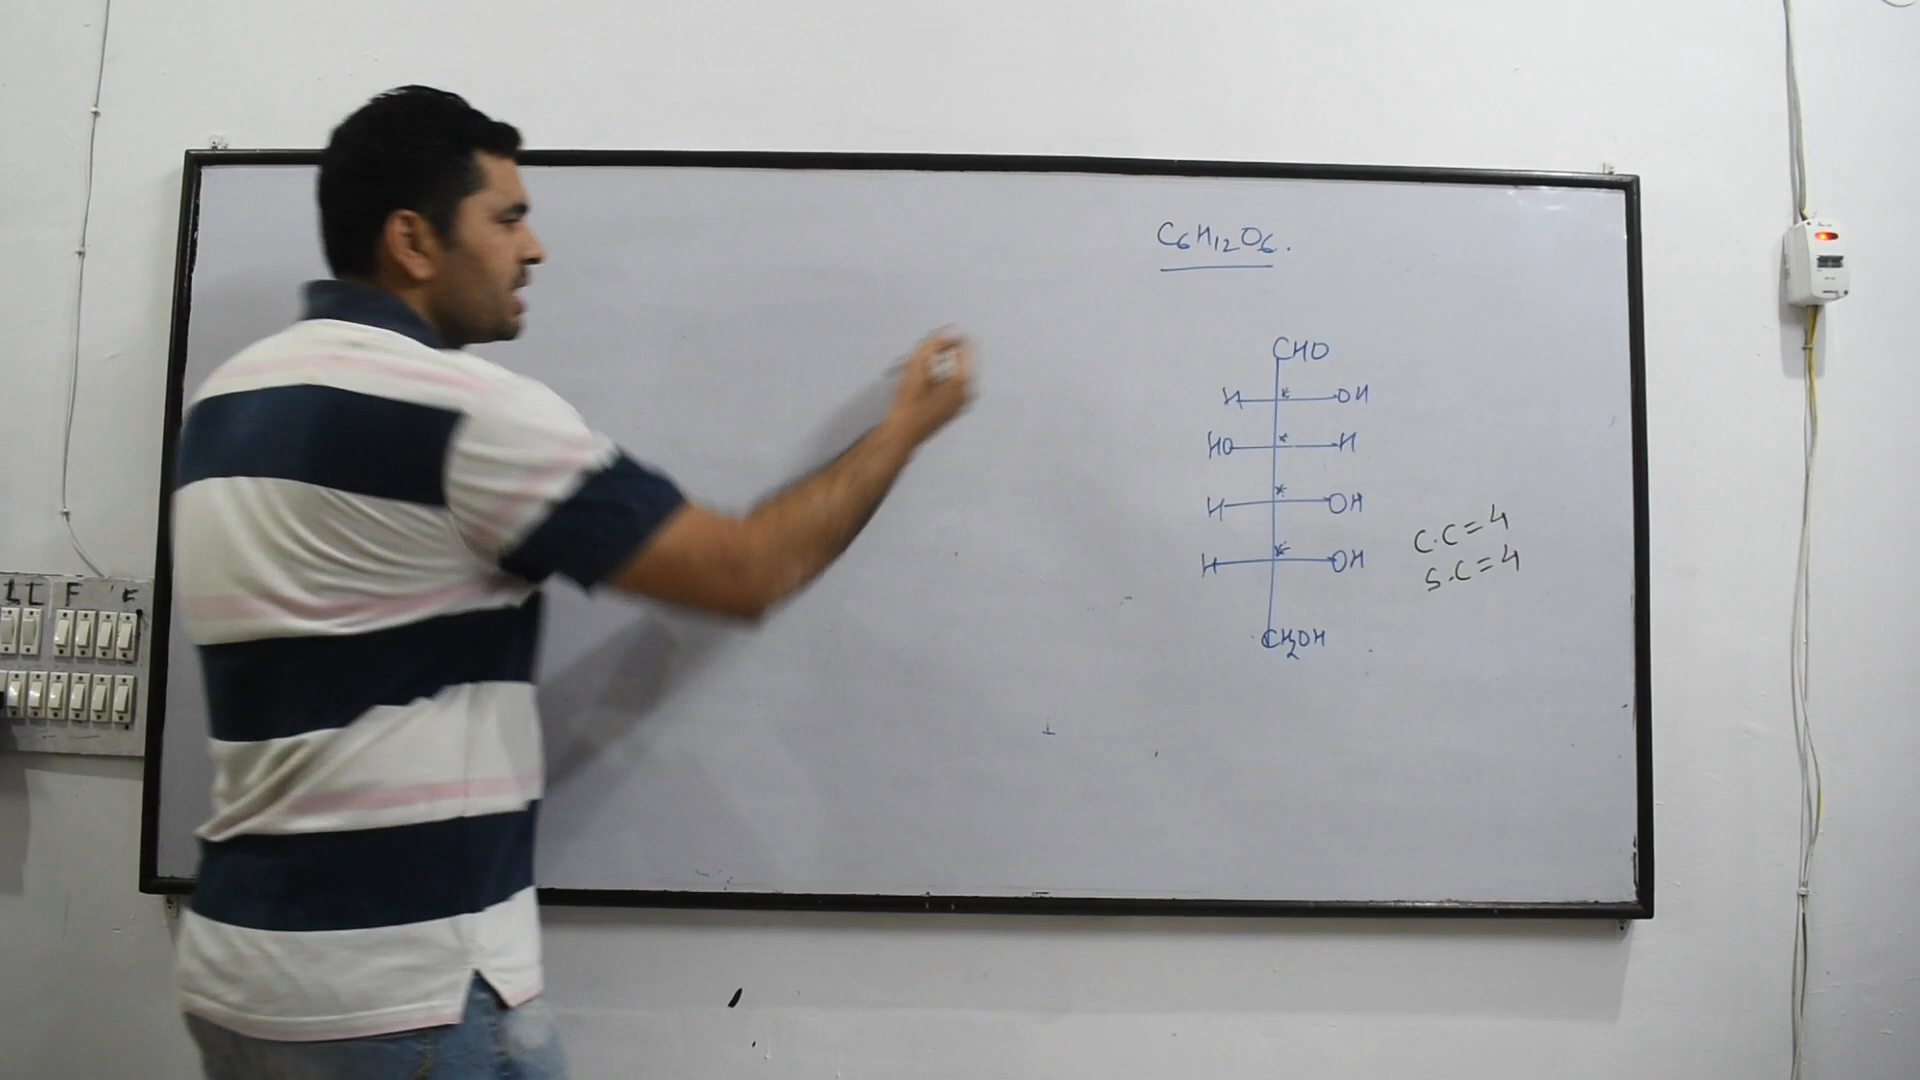 C6H12O6.
CHO
H * OH
HO * H
H * OH
H * OH
CH2OH
C.C=4
S.C=4
F F